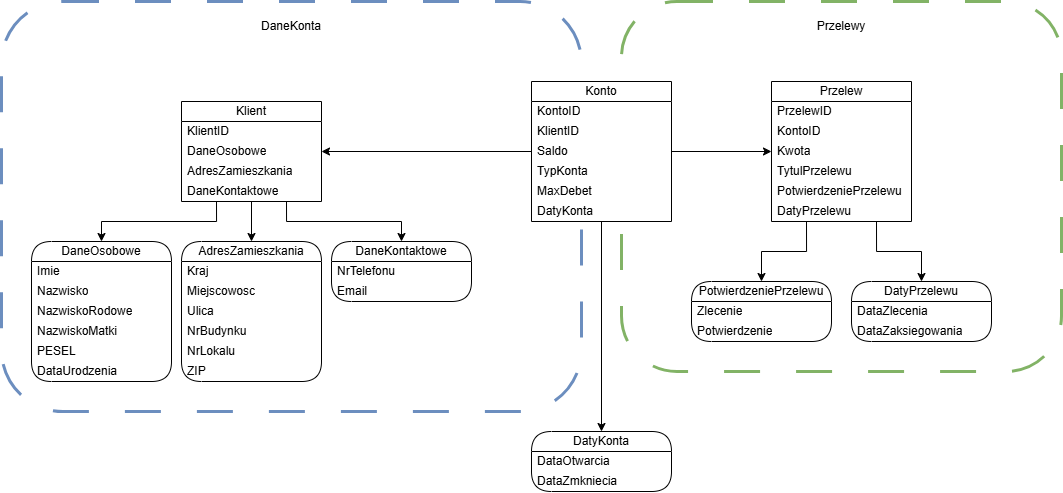 DaneKonta
Przelewy
Klient
KlientID
DaneOsobowe
AdresZamieszkania
DaneKontaktowe
Konto
KontoID
KlientID
Saldo
TypKonta
MaxDebet
DatyKonta
Przelew
PrzelewID
KontoID
Kwota
TytulPrzelewu
PotwierdzeniePrzelewu
DatyPrzelewu
DaneOsobowe
Imie
Nazwisko
NazwiskoRodowe
NazwiskoMatki
PESEL
DataUrodzenia
AdresZamieszkania
Kraj
Miejscowosc
Ulica
NrBudynku
NrLokalu
ZIP
DaneKontaktowe
NrTelefonu
Email
PotwierdzeniePrzelewu
Zlecenie
Potwierdzenie
DatyPrzelewu
DataZlecenia
DataZaksiegowania
DatyKonta
DataOtwarcia
DataZmkniecia